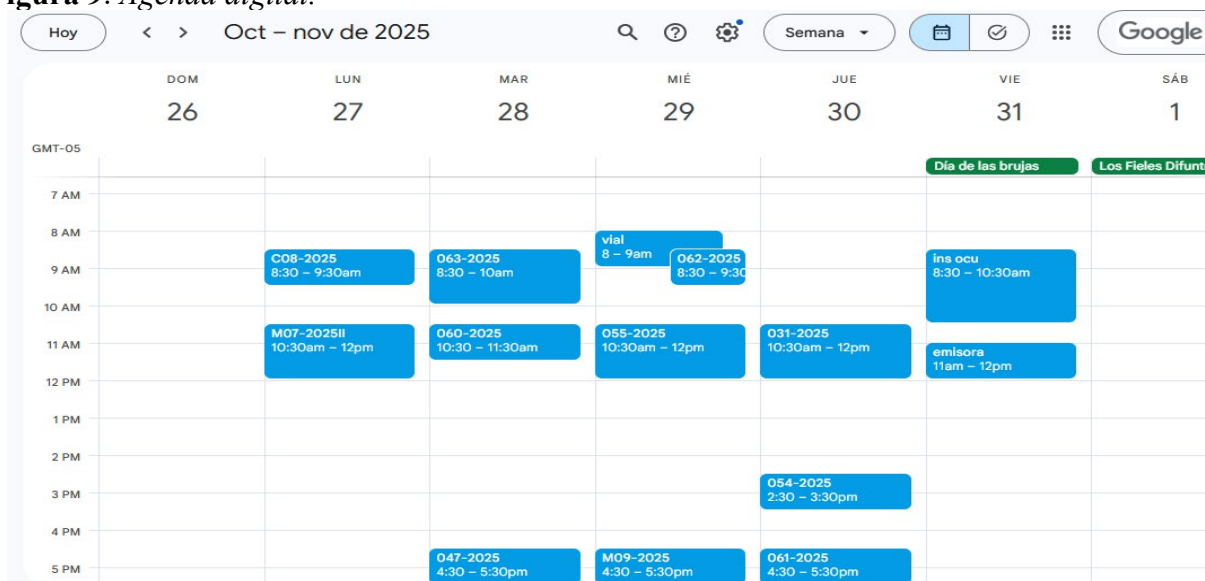 Agenda digital.
Hoy Oct – nov de 2025 Semana Google
DOM LUN MAR MIÉ JUE VIE SÁB
26 27 28 29 30 31 1
GMT-05
Día de las brujas Los Fieles
7 AM
8 AM
vial
8 – 9am
C08-2025
8:30 – 9:30am
063-2025
8:30 – 10am
062-2025
8:30 –
ins ocu
8:30 – 10:30am
9 AM
10 AM
M07-2025II
10:30am – 12pm
060-2025
10:30 – 11:30am
055-2025
10:30am – 12pm
031-2025
10:30am – 12pm
11 AM
emisora
11am – 12pm
12 PM
1 PM
2 PM
054-2025
2:30 – 3:30pm
3 PM
4 PM
047-2025
4:30 – 5:30pm
M09-2025
4:30 – 5:30pm
061-2025
4:30 – 5:30pm
5 PM